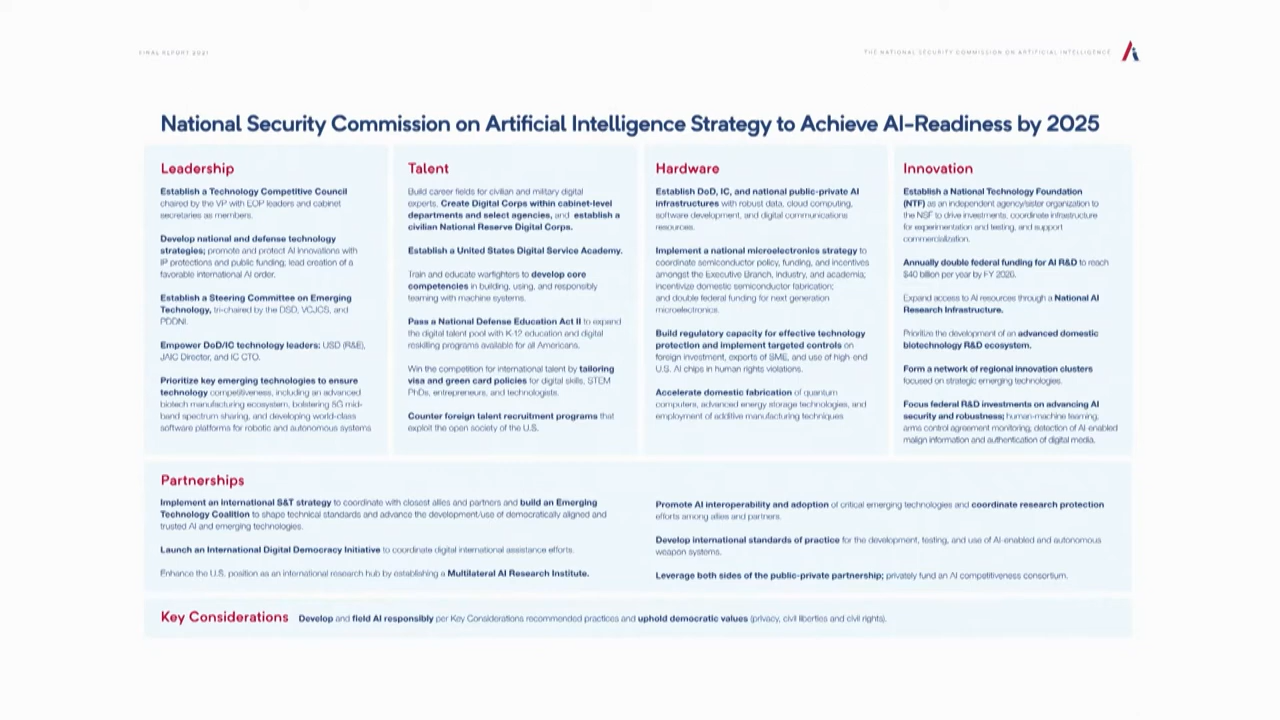 FINAL REPORT 2021
THE NATIONAL SECURITY COMMISSION ON ARTIFICIAL INTELLIGENCE
National Security Commission on Artificial Intelligence Strategy to Achieve AI-Readiness by 2025
Leadership
Establish a Technology Competitive Council
chaired by the VP with EOP leaders and cabinet
secretaries as members.
Develop national and defense technology
strategies; promote and protect AI innovations with
IP protections and public funding, lead creation of a
favorable international AI order.
Establish a Steering Committee on Emerging
Technology, tri-chaired by the DSD, VCJCS, and
PDDNI.
Empower DoD/IC technology leaders: USD (R&E),
JAIC Director, and IC CTO.
Prioritize key emerging technologies to ensure
technology competitiveness, including an advanced
biotech manufacturing ecosystem, bolstering 5G mid-
band spectrum sharing, and developing world-class
software platforms for robotic and autonomous systems
Talent
Build career fields for civilian and military digital
experts. Create Digital Corps within cabinet-level
departments and select agencies, and establish a
civilian National Reserve Digital Corps.
Establish a United States Digital Service Academy.
Train and educate warfighters to develop core
competencies in building, using, and responsibly
teaming with machine systems.
Pass a National Defense Education Act II to expand
the digital talent pool with K-12 education and digital
reskilling programs available for all Americans.
Win the competition for international talent by tailoring
visa and green card policies for digital skills, STEM
PhDs, entrepreneurs, and technologists.
Counter foreign talent recruitment programs that
exploit the open society of the U.S.
Hardware
Establish DoD, IC, and national public-private AI
infrastructures with robust data, cloud computing,
software development, and digital communications
resources.
Implement a national microelectronics strategy to
coordinate semiconductor policy, funding, and incentives
amongst the Executive Branch, industry, and academia;
incentivize domestic semiconductor fabrication;
and double federal funding for next generation
microelectronics.
Build regulatory capacity for effective technology
protection and implement targeted controls on
foreign investment, exports of SME, and use of high-end
U.S. AI chips in human rights violations.
Accelerate domestic fabrication of quantum
computers, advanced energy storage technologies, and
employment of additive manufacturing techniques
Innovation
Establish a National Technology Foundation
(NTF) as an independent agency/sister organization to
the NSF to drive investments, coordinate infrastructure
for experimentation and testing, and support
commercialization.
Annually double federal funding for AI R&D to reach
$40 billion per year by FY 2026.
Expand access to AI resources through a National AI
Research Infrastructure.
Prioritize the development of an advanced domestic
biotechnology R&D ecosystem.
Form a network of regional innovation clusters
focused on strategic emerging technologies.
Focus federal R&D investments on advancing AI
security and robustness; human-machine teaming,
arms control agreement monitoring, detection of AI-enabled
malign information and authentication of digital media.
Partnerships
Implement an International S&T strategy to coordinate with closest allies and partners and build an Emerging
Technology Coalition to shape technical standards and advance the development/use of democratically aligned and
trusted AI and emerging technologies.
Launch an International Digital Democracy Initiative to coordinate digital international assistance efforts.
Enhance the U.S. position as an international research hub by establishing a Multilateral AI Research Institute.
Promote AI interoperability and adoption of critical emerging technologies and coordinate research protection
efforts among allies and partners.
Develop international standards of practice for the development, testing, and use of AI-enabled and autonomous
weapon systems.
Leverage both sides of the public-private partnership; privately fund an AI competitiveness consortium.
Key Considerations Develop and field AI responsibly per Key Considerations recommended practices and uphold democratic values (privacy, civil liberties and civil rights).